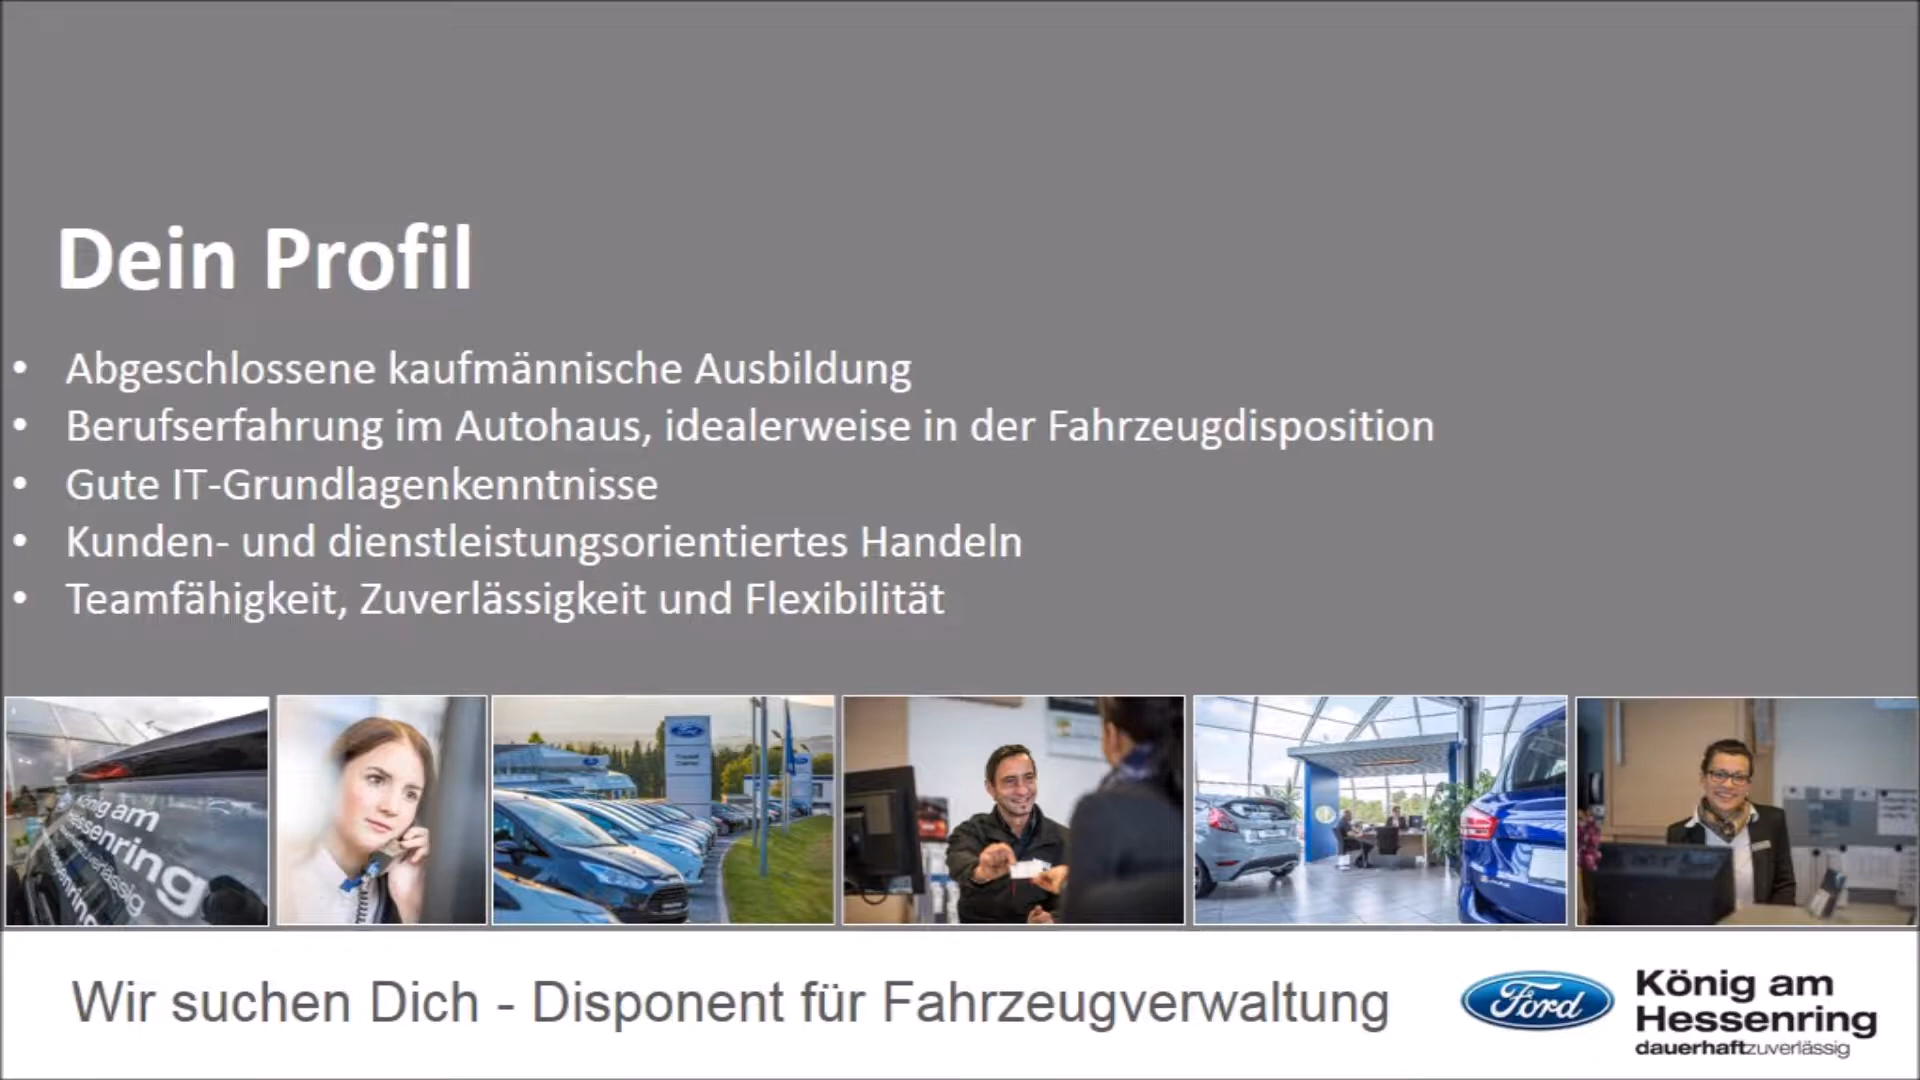 Dein Profil
• Abgeschlossene kaufmännische Ausbildung
• Berufserfahrung im Autohaus, idealerweise in der Fahrzeugdisposition
• Gute IT-Grundlagenkenntnisse
• Kunden- und dienstleistungsorientiertes Handeln
• Teamfähigkeit, Zuverlässigkeit und Flexibilität
König am
Hessenring
Ford
Wir suchen Dich - Disponent für Fahrzeugverwaltung
Ford
König am
Hessenring
dauerhaftzuverlässig